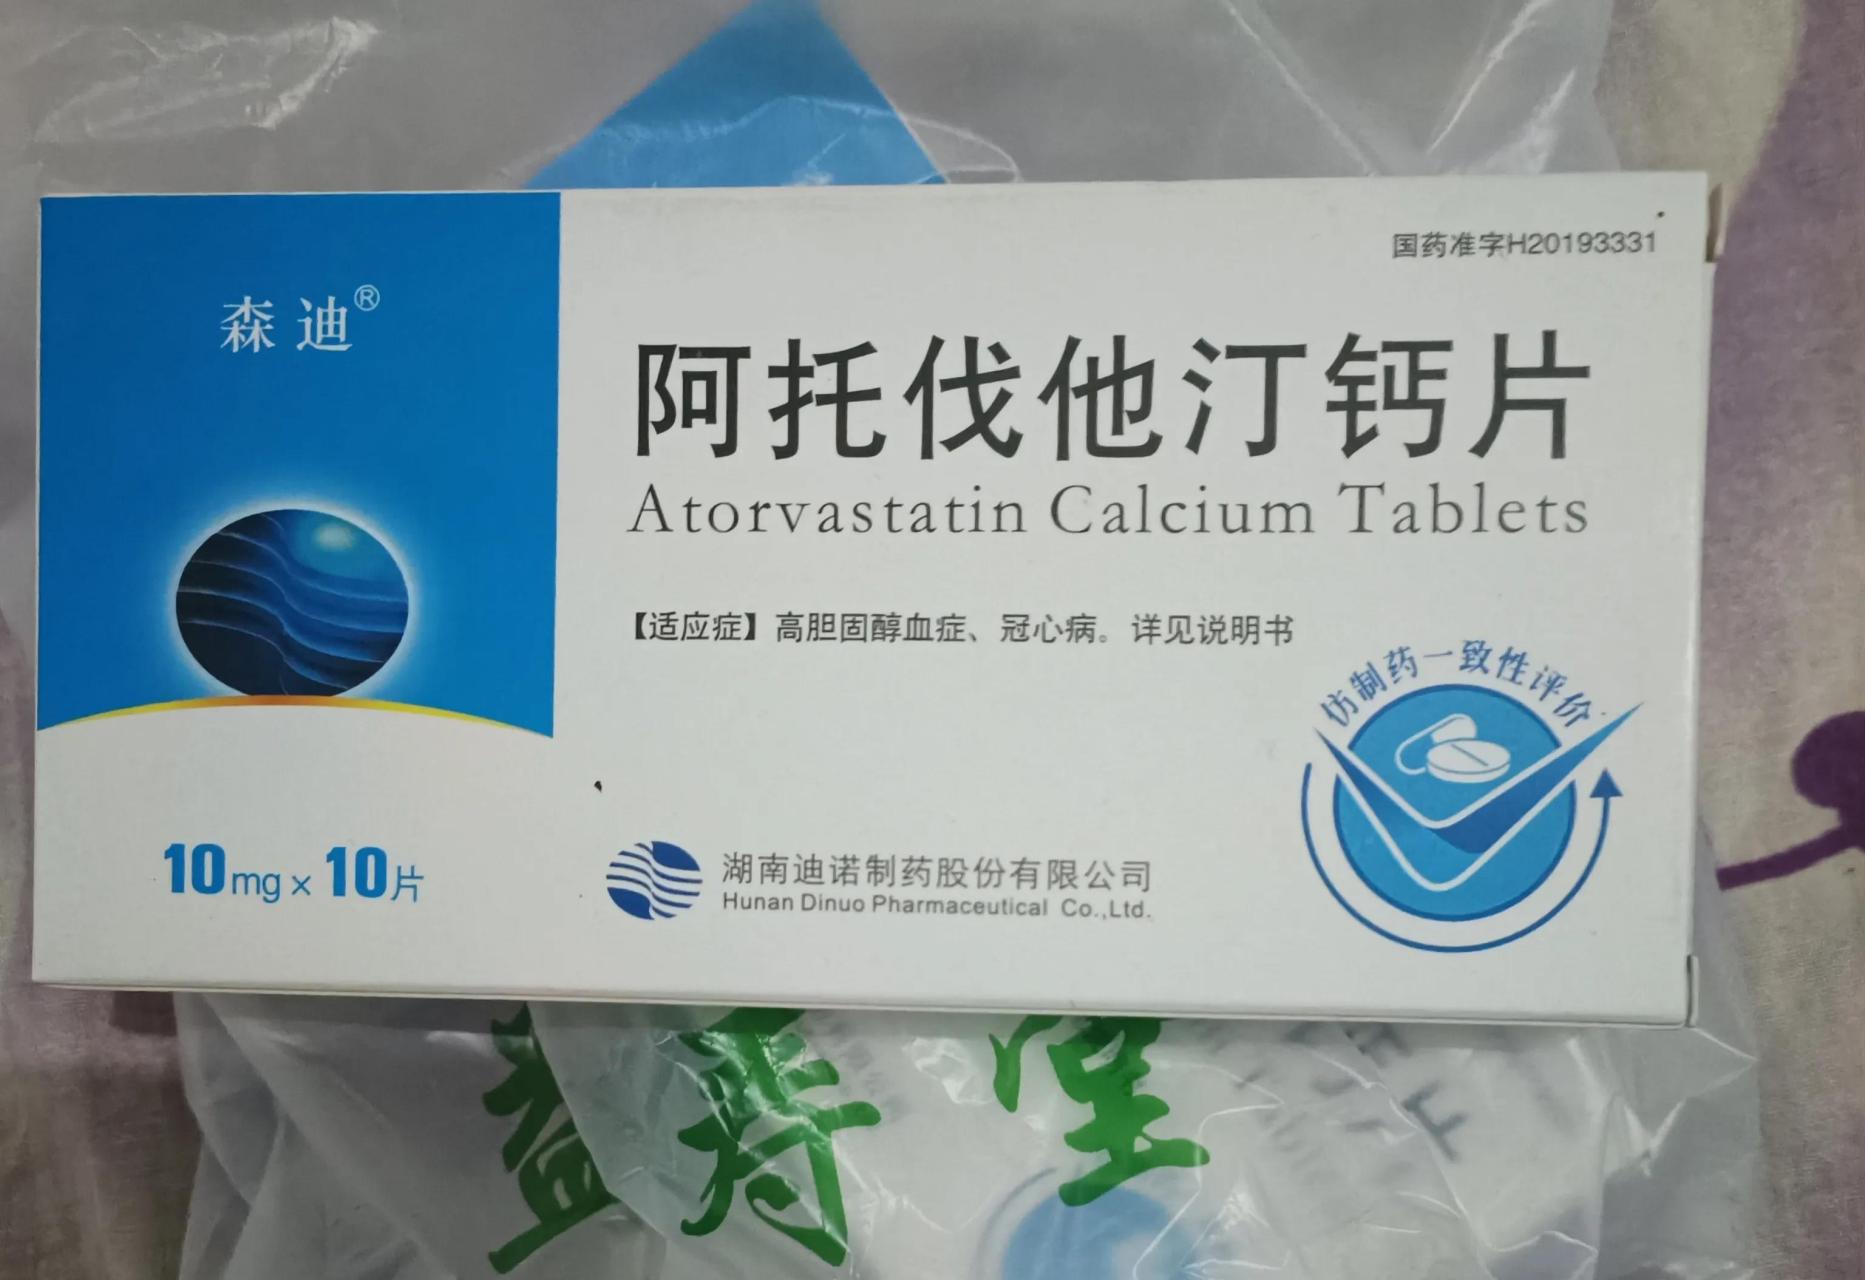 国药准字H20193331
森迪®
阿托伐他汀钙片
Atorvastatin Calcium Tablets
【适应症】高胆固醇血症、冠心病。详见说明书
仿制药一致性评价
10mg×10片
湖南迪诺制药股份有限公司
Hunan Dinuo Pharmaceutical Co.,Ltd.
益寿堂